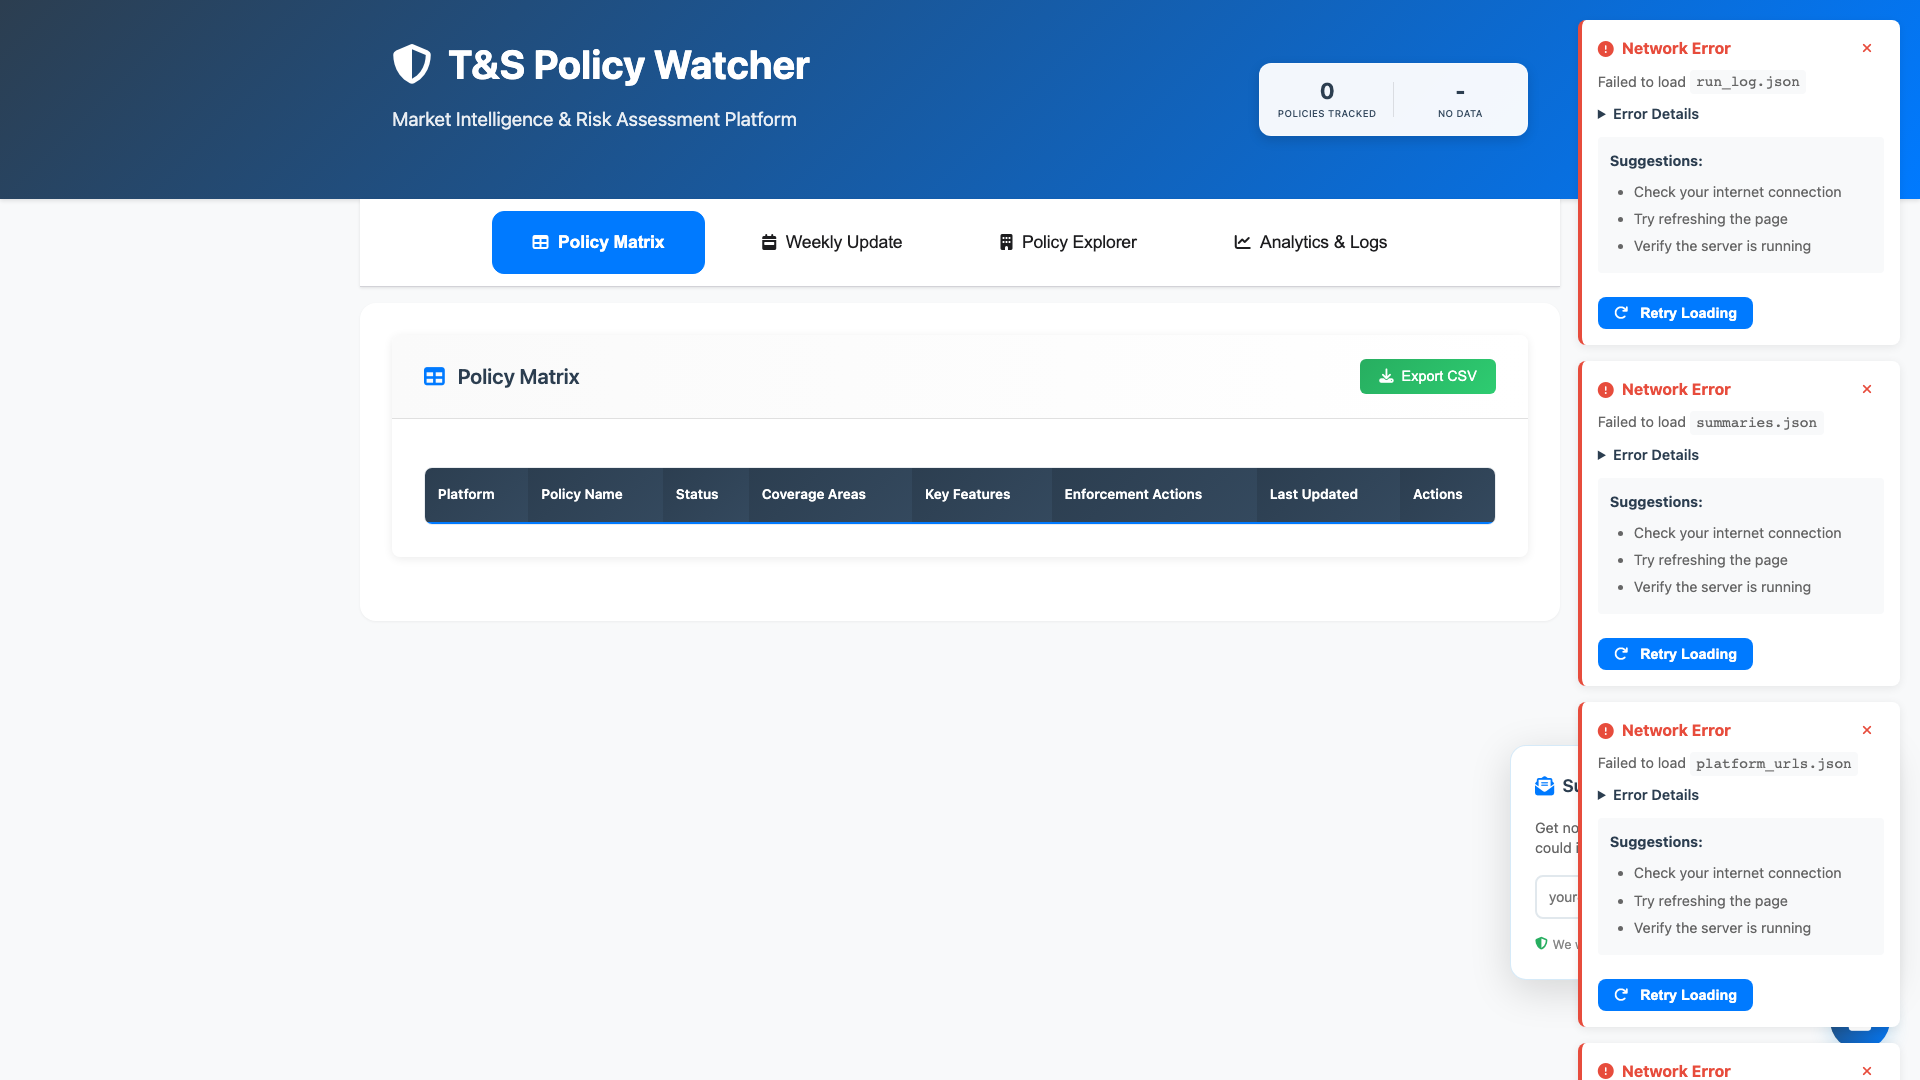 T&S Policy Watcher
Market Intelligence & Risk Assessment Platform
0
POLICIES TRACKED
-
NO DATA
Policy Matrix
Weekly Update
Policy Explorer
Analytics & Logs
Policy Matrix
Export CSV
Platform
Policy Name
Status
Coverage Areas
Key Features
Enforcement Actions
Last Updated
Actions
Su
Get no
could i
your
We
Network Error
Failed to load run_log.json
Error Details
Suggestions:
Check your internet connection
Try refreshing the page
Verify the server is running
Retry Loading
Network Error
Failed to load summaries.json
Error Details
Suggestions:
Check your internet connection
Try refreshing the page
Verify the server is running
Retry Loading
Network Error
Failed to load platform_urls.json
Error Details
Suggestions:
Check your internet connection
Try refreshing the page
Verify the server is running
Retry Loading
Network Error